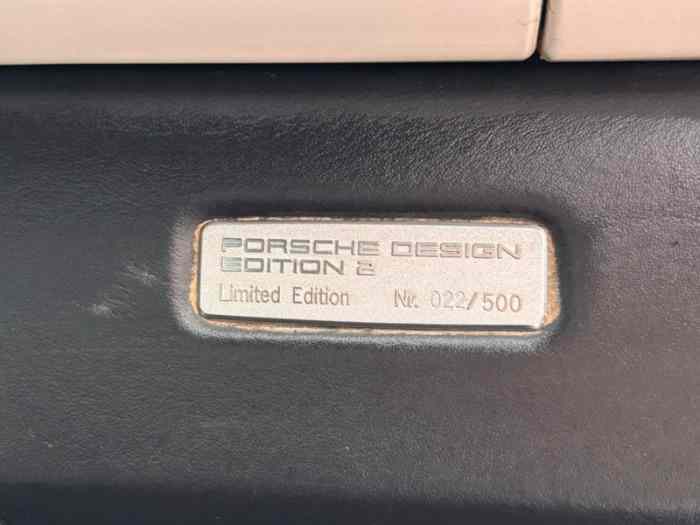 PORSCHE DESIGN
EDITION 2
Limited Edition Nr. 022/500